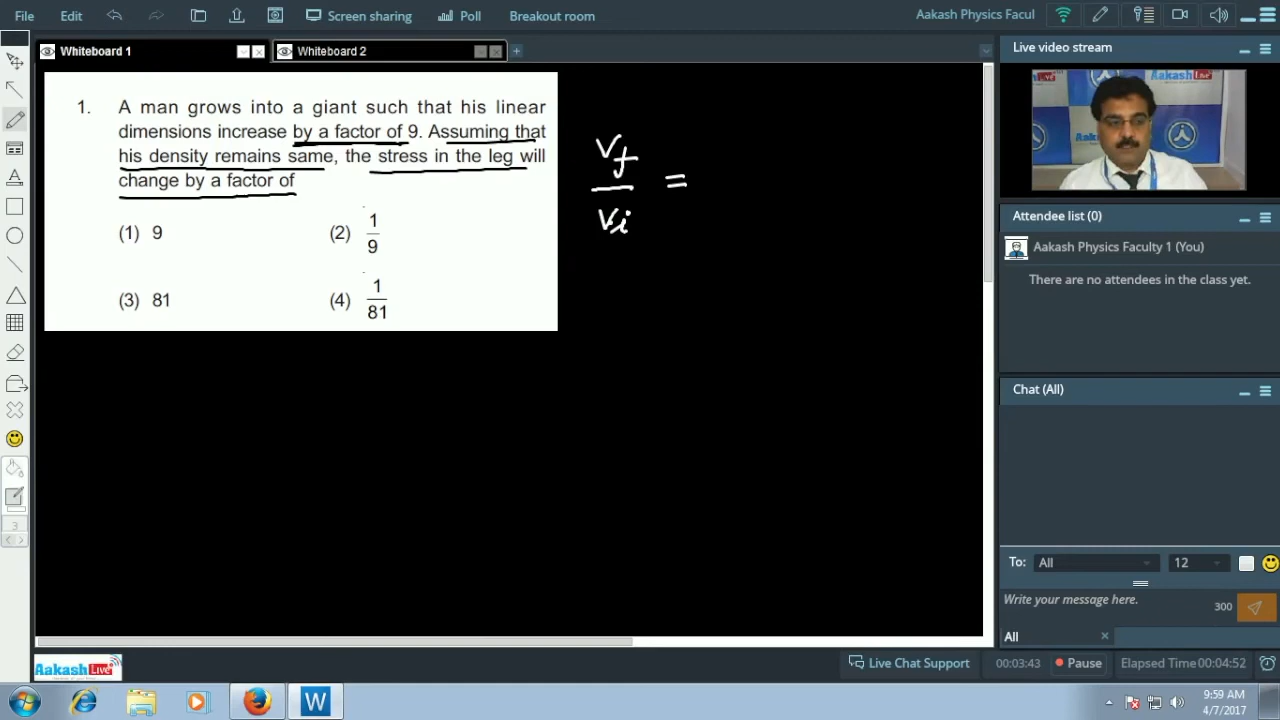 File Edit Screen sharing Poll Breakout room Aakash Physics Facul
Whiteboard 1 Whiteboard 2 Live video stream
1. A man grows into a giant such that his linear
dimensions increase by a factor of 9. Assuming that
his density remains same, the stress in the leg will
change by a factor of
(1) 9 (2) 1/9
(3) 81 (4) 1/81
Vf/Vi =
AakashLive
Attendee list (0)
Aakash Physics Faculty 1 (You)
There are no attendees in the class yet.
Chat (All)
To: All 12
Write your message here. 300
All
3
AakashLive Live Chat Support 00:03:43 Pause Elapsed Time 00:04:52
W 9:59 AM
4/7/2017